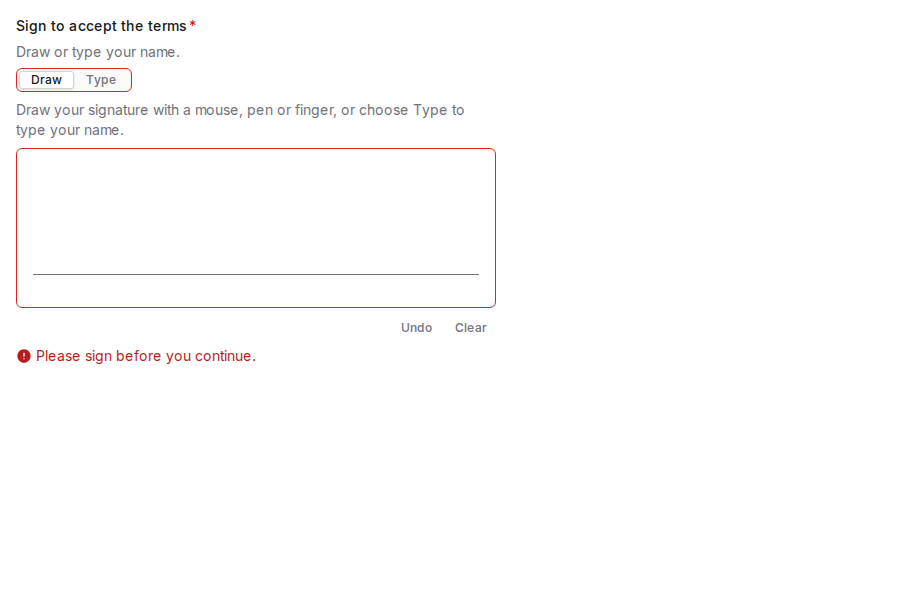 Sign to accept the terms *
Draw or type your name.
Draw Type
Draw your signature with a mouse, pen or finger, or choose Type to
type your name.
Undo Clear
Please sign before you continue.